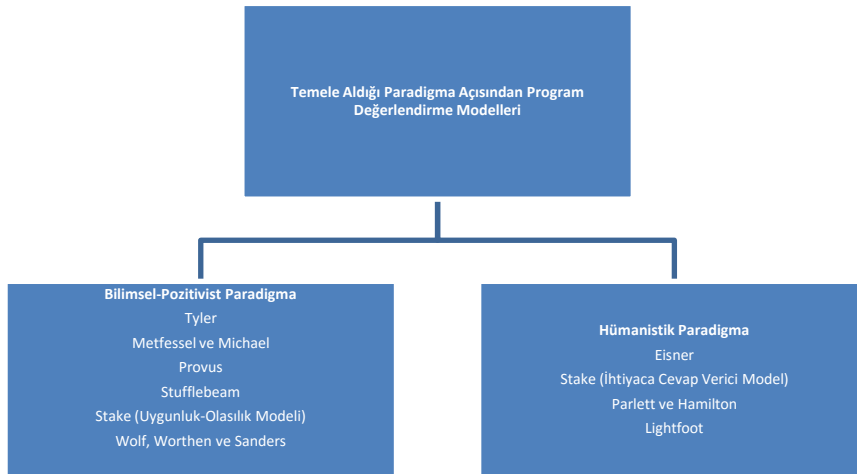 Temele Aldığı Paradigma Açısından Program
Değerlendirme Modelleri
Bilimsel-Pozitivist Paradigma
Tyler
Metfessel ve Michael
Provus
Stufflebeam
Stake (Uygunluk-Olasılık Modeli)
Wolf, Worthen ve Sanders
Hümanistik Paradigma
Eisner
Stake (İhtiyaca Cevap Verici Model)
Parlett ve Hamilton
Lightfoot